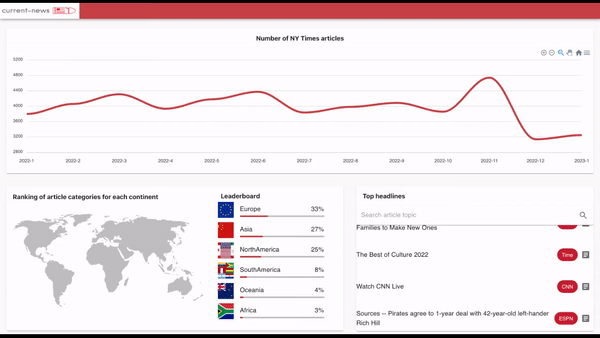 current-news
Number of NY Times articles
5200
4800
4400
4000
3600
3200
2800
2022-1 2022-2 2022-3 2022-4 2022-5 2022-6 2022-7 2022-8 2022-9 2022-10 2022-11 2022-12 2023-1
Ranking of article categories for each continent
Leaderboard
Europe 33%
Asia 27%
NorthAmerica 25%
SouthAmerica 8%
Oceania 4%
Africa 3%
Top headlines
Search article topic
Families to Make New Ones
The Best of Culture 2022 Time
Watch CNN Live CNN
Sources -- Pirates agree to 1-year deal with 42-year-old left-hander
Rich Hill ESPN